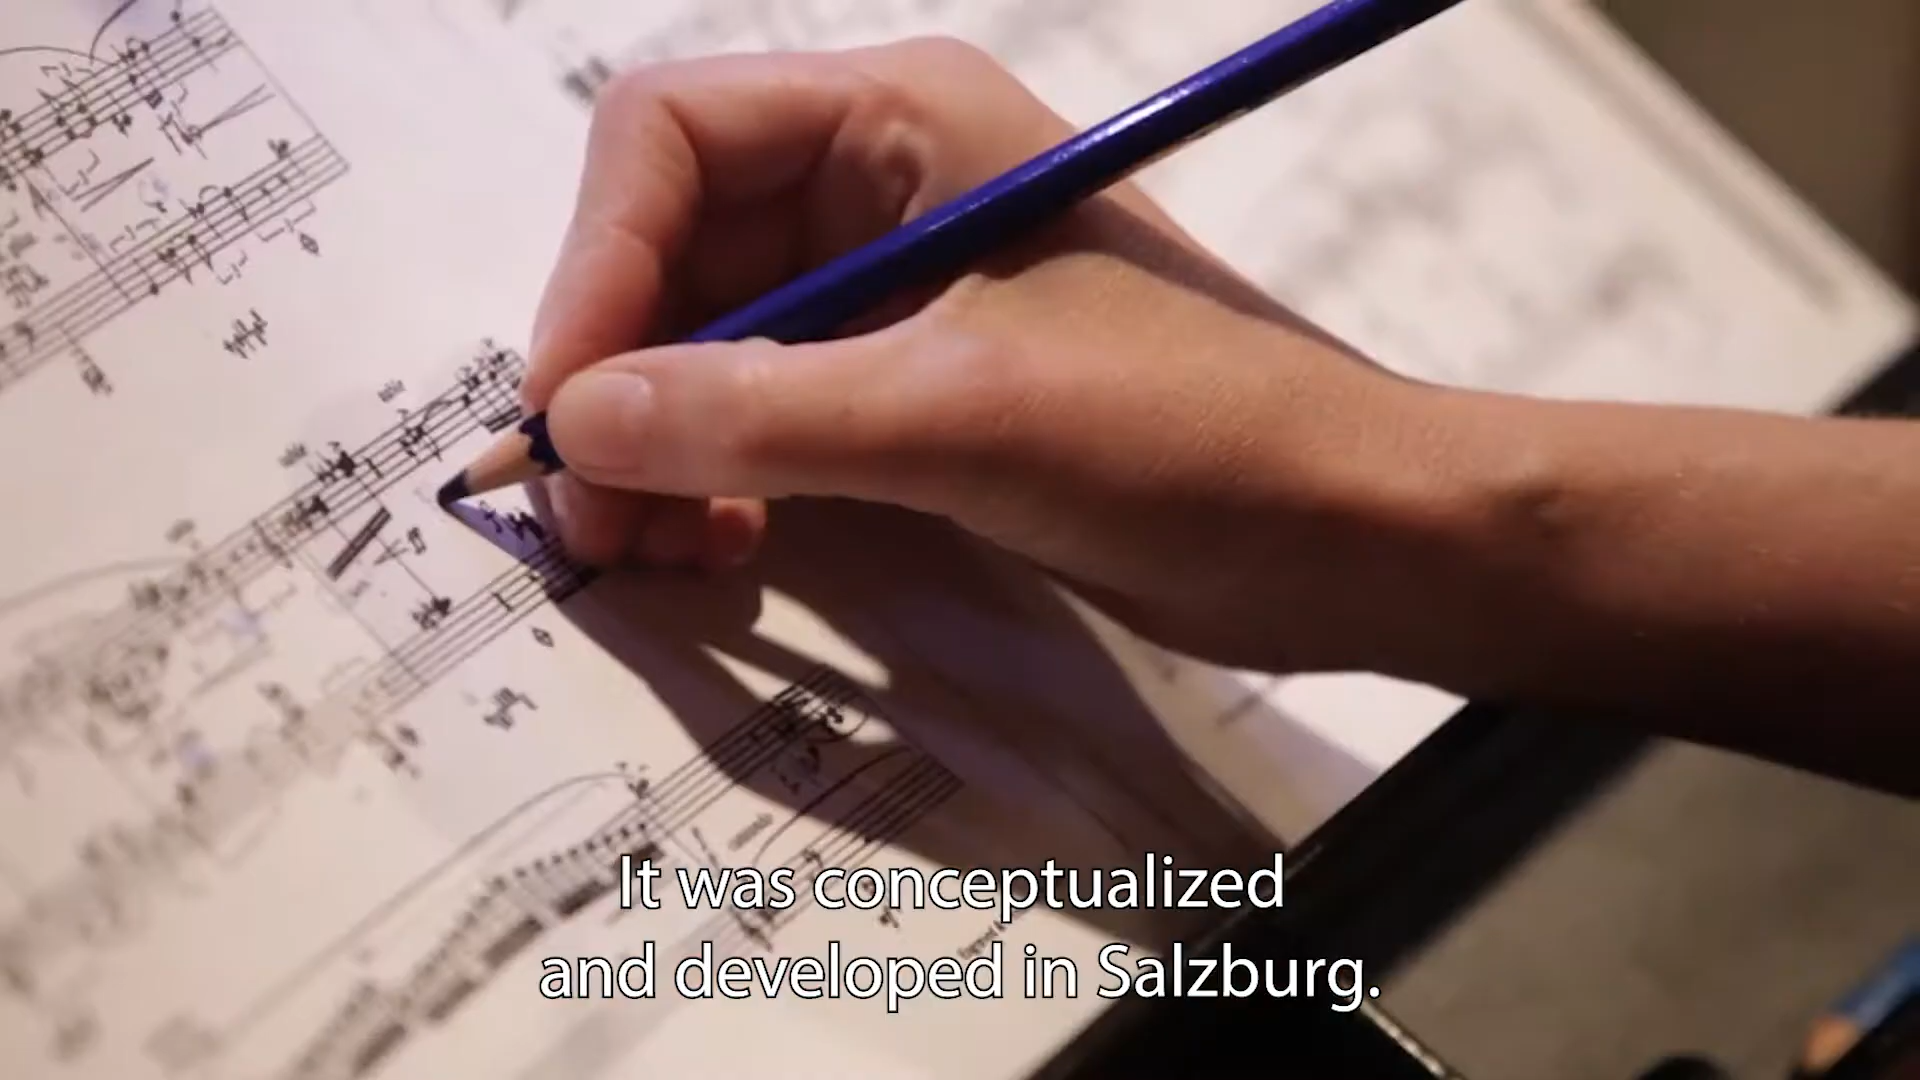 It was conceptualized
and developed in Salzburg.